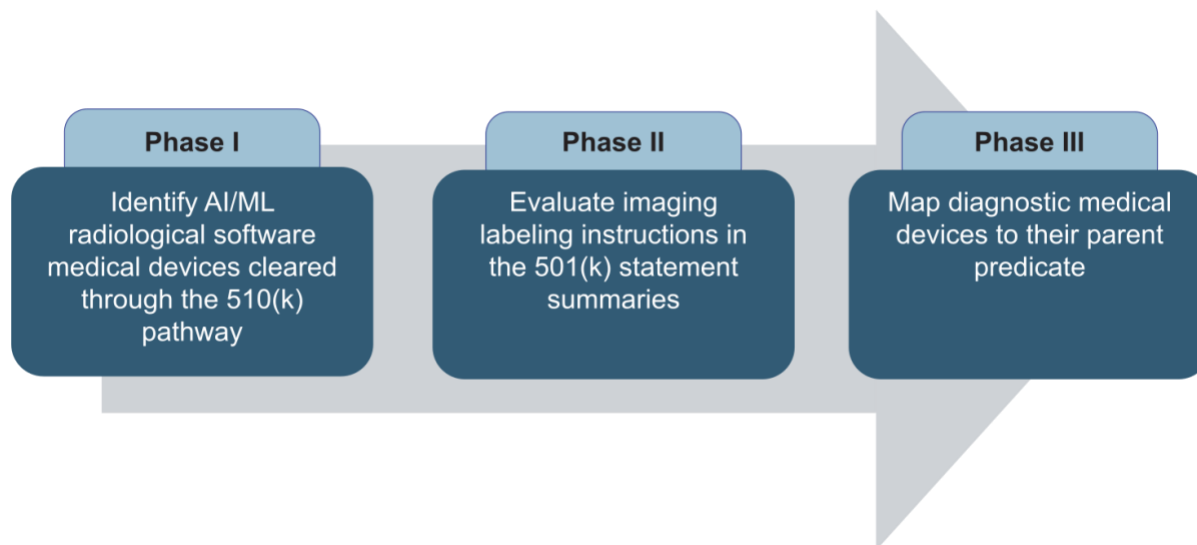 Phase I
Identify AI/ML
radiological software
medical devices cleared
through the 510(k)
pathway
Phase II
Evaluate imaging
labeling instructions in
the 501(k) statement
summaries
Phase III
Map diagnostic medical
devices to their parent
predicate